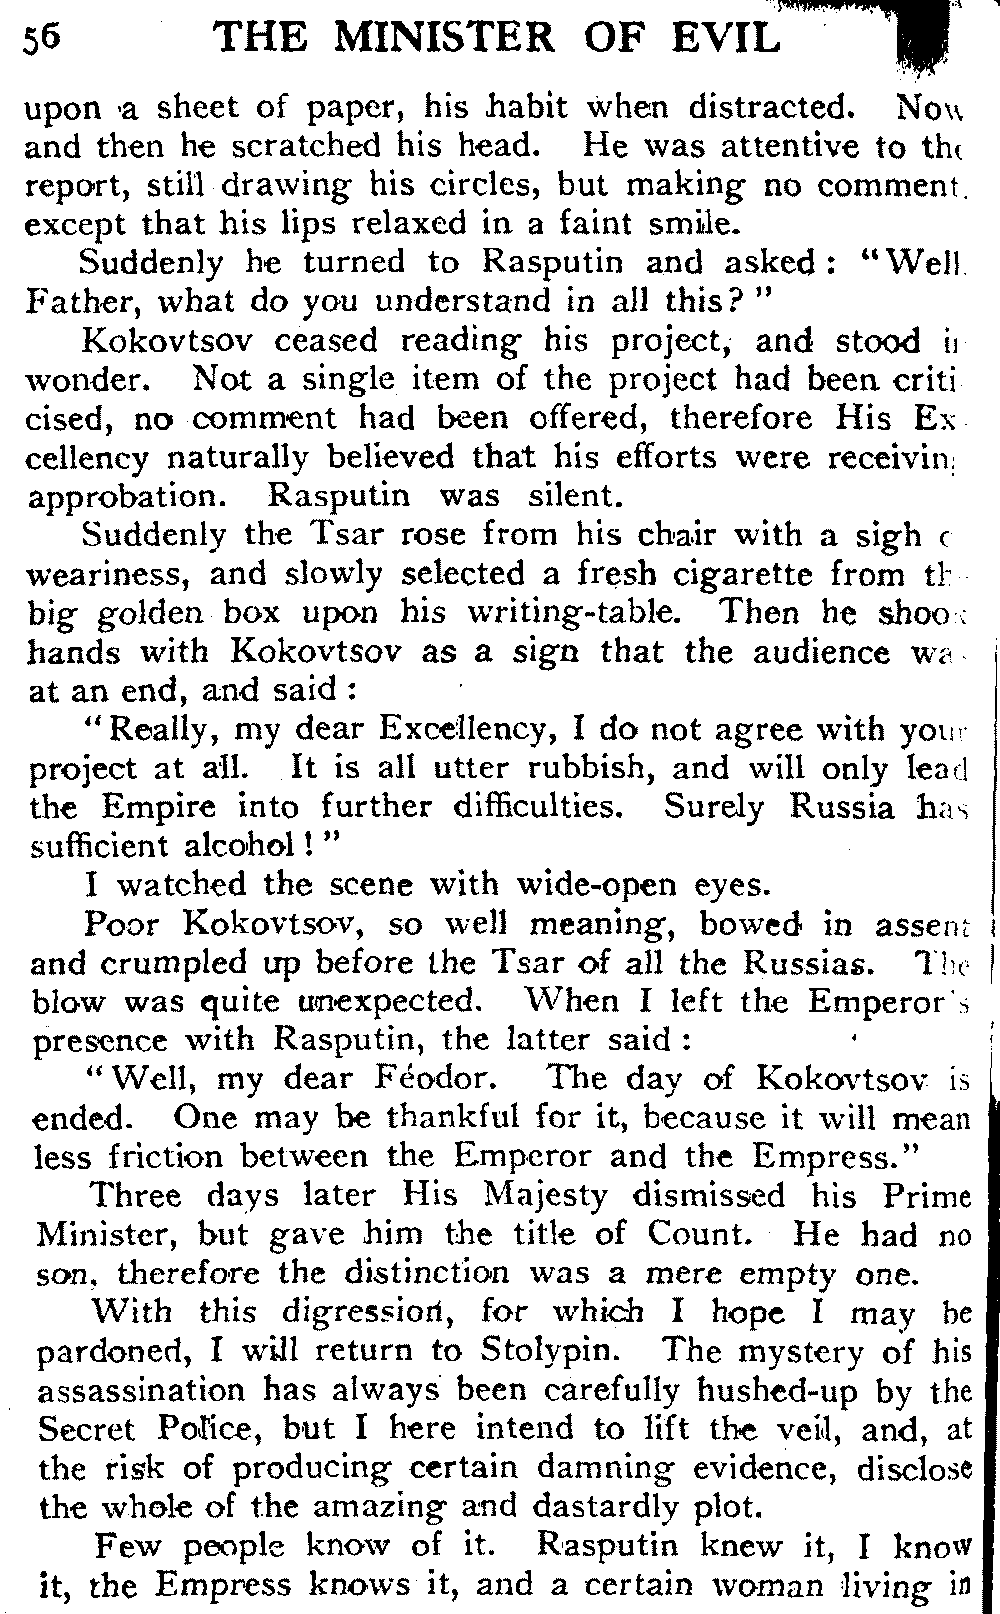 56 THE MINISTER OF EVIL
upon a sheet of paper, his habit when distracted. Now
and then he scratched his head. He was attentive to the
report, still drawing his circles, but making no comment.
except that his lips relaxed in a faint smile.
Suddenly he turned to Rasputin and asked : “Well
Father, what do you understand in all this? ”
Kokovtsov ceased reading his project, and stood in
wonder. Not a single item of the project had been criti
cised, no comment had been offered, therefore His Ex-
cellency naturally believed that his efforts were receiving
approbation. Rasputin was silent.
Suddenly the Tsar rose from his chair with a sigh
weariness, and slowly selected a fresh cigarette from th
big golden box upon his writing-table. Then he shoo
hands with Kokovtsov as a sign that the audience wa
at an end, and said :
“Really, my dear Excellency, I do not agree with your
project at all. It is all utter rubbish, and will only lead
the Empire into further difficulties. Surely Russia has
sufficient alcohol ! ”
I watched the scene with wide-open eyes.
Poor Kokovtsov, so well meaning, bowed in assent
and crumpled up before the Tsar of all the Russias. The
blow was quite unexpected. When I left the Emperor's
presence with Rasputin, the latter said :
“Well, my dear Féodor. The day of Kokovtsov is
ended. One may be thankful for it, because it will mean
less friction between the Emperor and the Empress.”
Three days later His Majesty dismissed his Prime
Minister, but gave him the title of Count. He had no
son, therefore the distinction was a mere empty one.
With this digression, for which I hope I may be
pardoned, I will return to Stolypin. The mystery of his
assassination has always been carefully hushed-up by the
Secret Police, but I here intend to lift the veil, and, at
the risk of producing certain damning evidence, disclose
the whole of the amazing and dastardly plot.
Few people know of it. Rasputin knew it, I know
it, the Empress knows it, and a certain woman living in